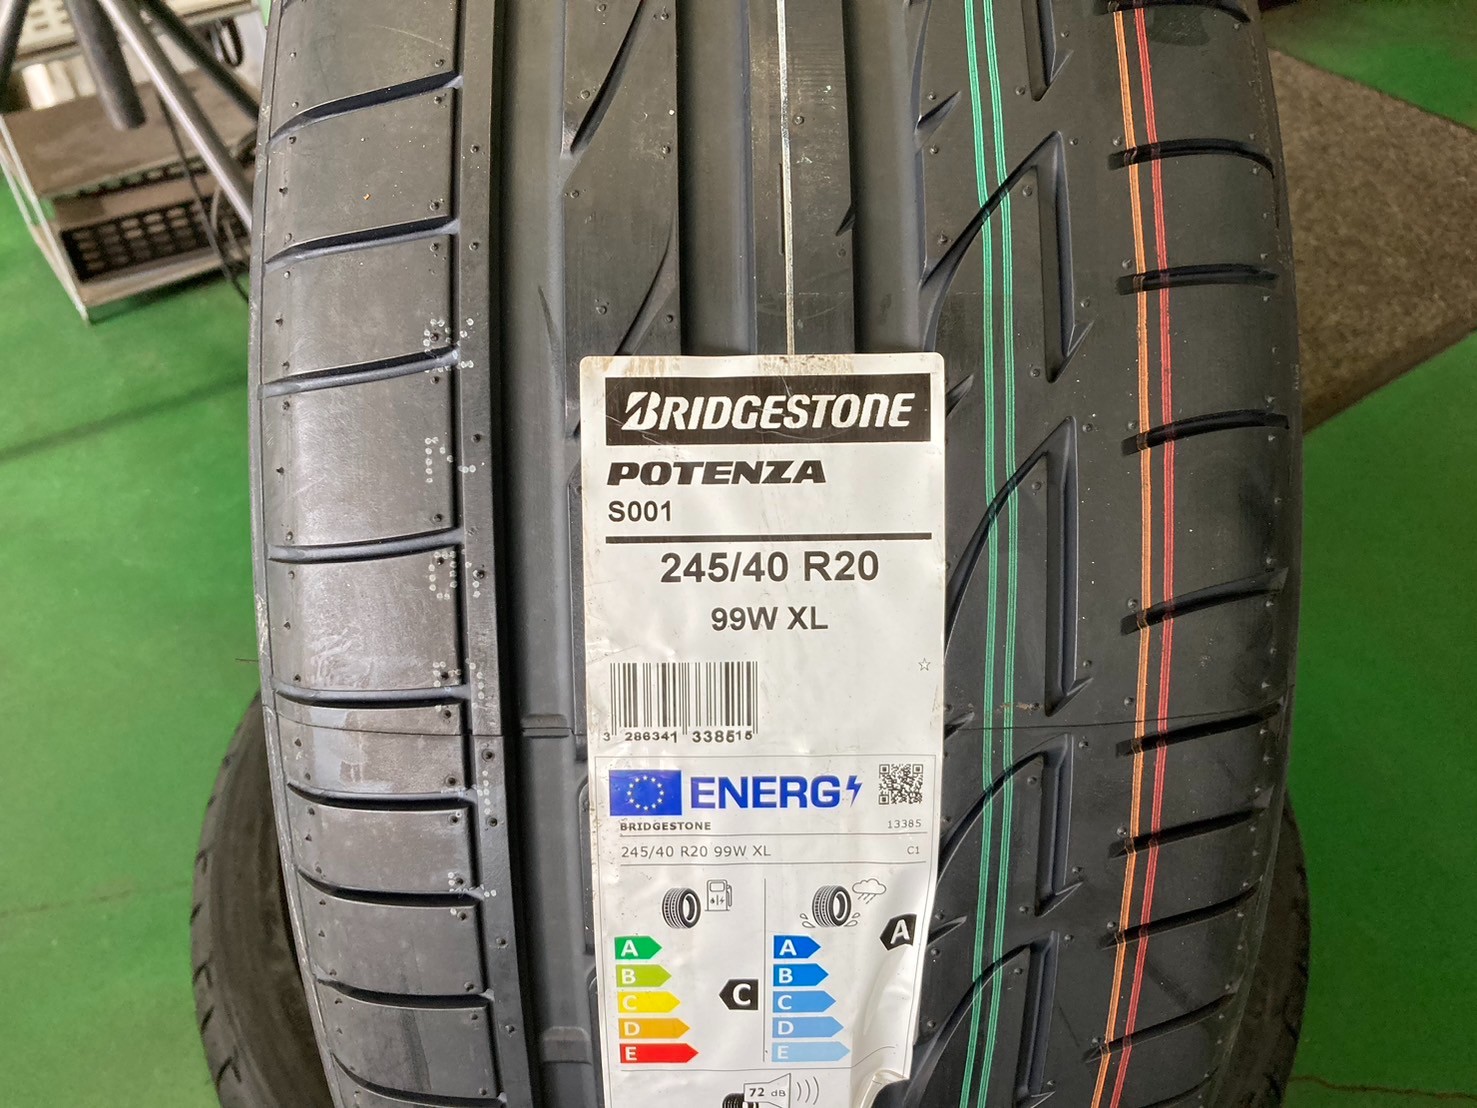 BRIDGESTONE
POTENZA
S001
245/40 R20
99W XL
3 286341 338515
ENERG
BRIDGESTONE 13385
245/40 R20 99W XL C1
A A A
B B
C C C
D D
E E
72 dB